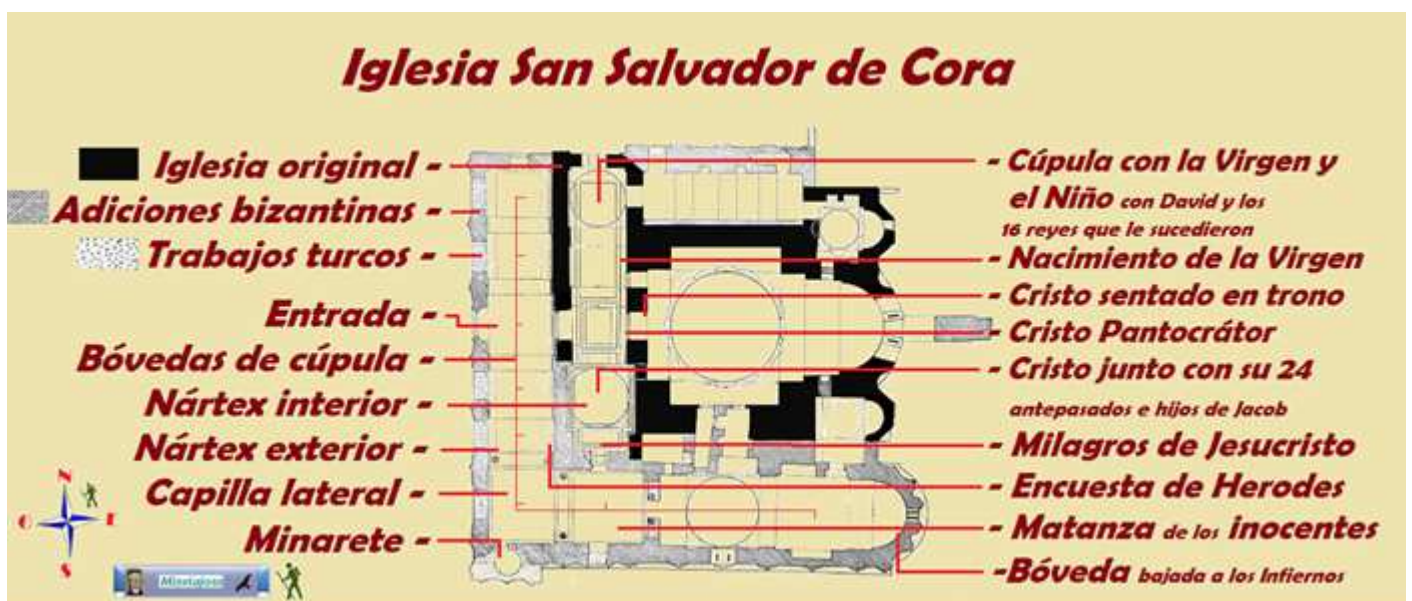 Iglesia San Salvador de Cora
Iglesia original -
Adiciones bizantinas -
Trabajos turcos -
Entrada -
Bóvedas de cúpula -
Nártex interior -
Nártex exterior -
Capilla lateral -
Minarete -
- Cúpula con la Virgen y
el Niño con David y los
16 reyes que le sucedieron
- Nacimiento de la Virgen
- Cristo sentado en trono
- Cristo Pantocrátor
- Cristo junto con su 24
antepasados e hijos de Jacob
- Milagros de Jesucristo
- Encuesta de Herodes
- Matanza de los inocentes
-Bóveda bajada a los Infiernos
N
O E
S